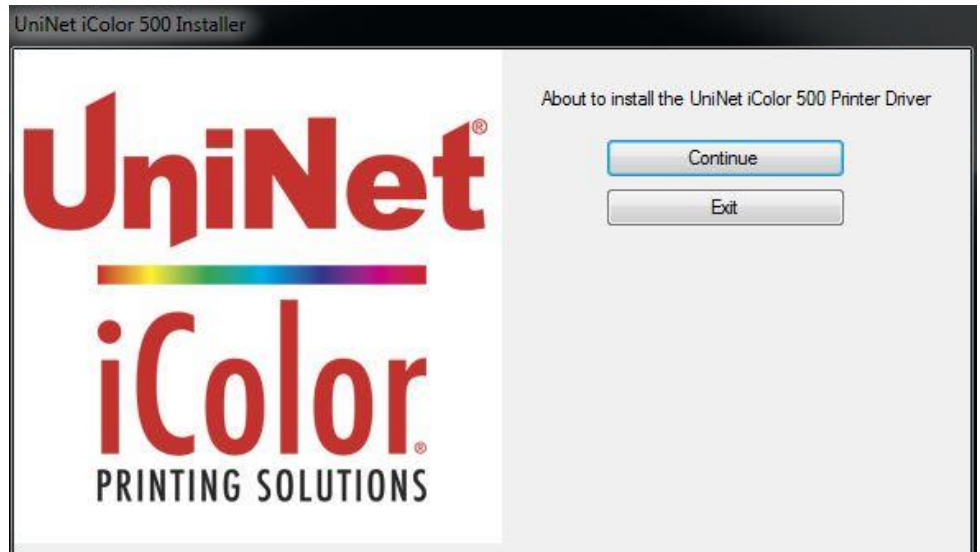 UniNet iColor 500 Installer
UniNet®
iColor®
PRINTING SOLUTIONS
About to install the UniNet iColor 500 Printer Driver
Continue
Exit